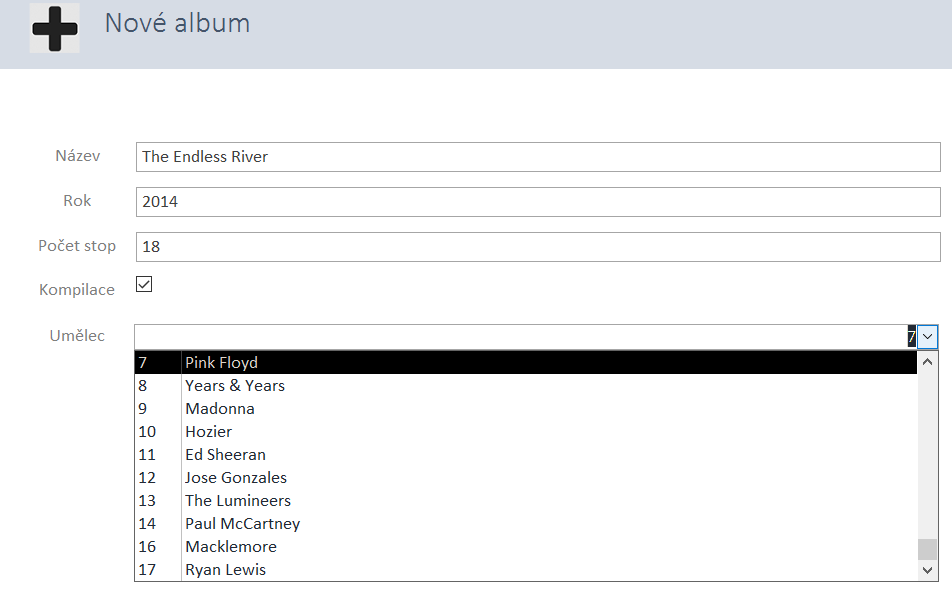 Nové album
Název The Endless River
Rok 2014
Počet stop 18
Kompilace
Umělec 7
7 Pink Floyd
8 Years & Years
9 Madonna
10 Hozier
11 Ed Sheeran
12 Jose Gonzales
13 The Lumineers
14 Paul McCartney
16 Macklemore
17 Ryan Lewis